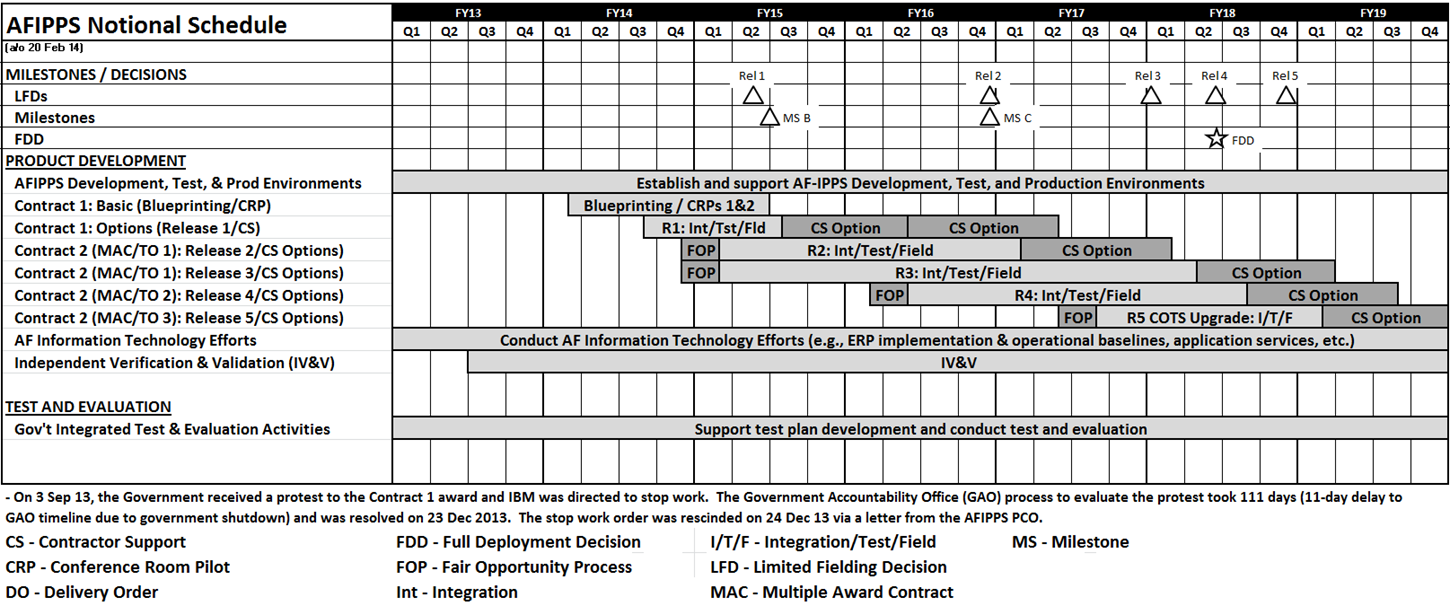 AFIPPS Notional Schedule
(a/o 20 Feb 14)
FY13 FY14 FY15 FY16 FY17 FY18 FY19
Q1 Q2 Q3 Q4 Q1 Q2 Q3 Q4 Q1 Q2 Q3 Q4 Q1 Q2 Q3 Q4 Q1 Q2 Q3 Q4 Q1 Q2 Q3 Q4 Q1 Q2 Q3 Q4
MILESTONES / DECISIONS
Rel 1 Rel 2 Rel 3 Rel 4 Rel 5
LFDs
Milestones MS B MS C
FDD FDD
PRODUCT DEVELOPMENT
AFIPPS Development, Test, & Prod Environments Establish and support AF-IPPS Development, Test, and Production Environments
Contract 1: Basic (Blueprinting/CRP) Blueprinting / CRPs 1&2
Contract 1: Options (Release 1/CS) R1: Int/Tst/Fld CS Option CS Option
Contract 2 (MAC/TO 1): Release 2/CS Options) FOP R2: Int/Test/Field CS Option
Contract 2 (MAC/TO 1): Release 3/CS Options) FOP R3: Int/Test/Field CS Option
Contract 2 (MAC/TO 2): Release 4/CS Options) FOP R4: Int/Test/Field CS Option
Contract 2 (MAC/TO 3): Release 5/CS Options) FOP R5 COTS Upgrade: I/T/F CS Option
AF Information Technology Efforts Conduct AF Information Technology Efforts (e.g., ERP implementation & operational baselines, application services, etc.)
Independent Verification & Validation (IV&V) IV&V
TEST AND EVALUATION
Gov't Integrated Test & Evaluation Activities Support test plan development and conduct test and evaluation
- On 3 Sep 13, the Government received a protest to the Contract 1 award and IBM was directed to stop work. The Government Accountability Office (GAO) process to evaluate the protest took 111 days (11-day delay to
GAO timeline due to government shutdown) and was resolved on 23 Dec 2013. The stop work order was rescinded on 24 Dec 13 via a letter from the AFIPPS PCO.
CS - Contractor Support FDD - Full Deployment Decision I/T/F - Integration/Test/Field MS - Milestone
CRP - Conference Room Pilot FOP - Fair Opportunity Process LFD - Limited Fielding Decision
DO - Delivery Order Int - Integration MAC - Multiple Award Contract